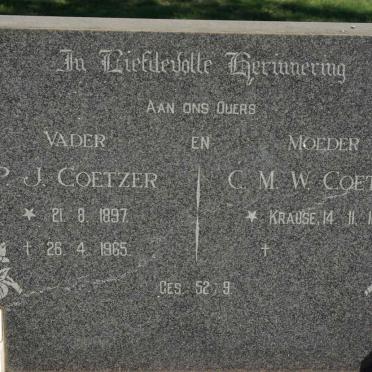 In Liefdevolle Herinnering
AAN ONS OUERS
VADER EN MOEDER
P. J. COETZER C. M. W. COET
★ 21. 8. 1897. ★ KRAUSE, 14. 11. 1
† 26. 4. 1965. †
GES. 52: 9.